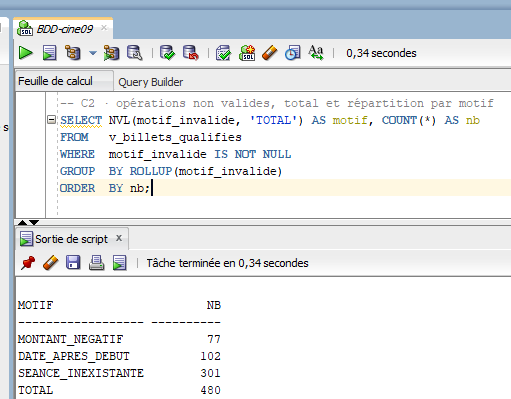 BDD-cine09
SQL
0,34 secondes
Feuille de calcul
Query Builder
s
-- C2 · opérations non valides, total et répartition par motif
SELECT NVL(motif_invalide, 'TOTAL') AS motif, COUNT(*) AS nb
FROM v_billets_qualifies
WHERE motif_invalide IS NOT NULL
GROUP BY ROLLUP(motif_invalide)
ORDER BY nb;
Sortie de script x
Tâche terminée en 0,34 secondes
MOTIF NB
------------------ ----------
MONTANT_NEGATIF 77
DATE_APRES_DEBUT 102
SEANCE_INEXISTANTE 301
TOTAL 480